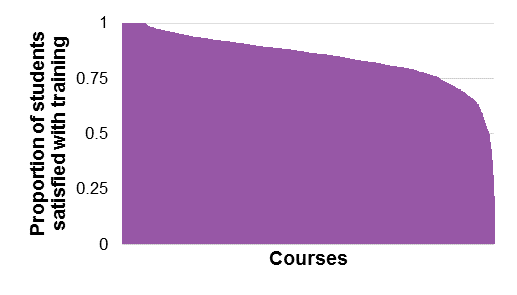 Proportion of students
satisfied with training
1
0.75
0.5
0.25
0
Courses